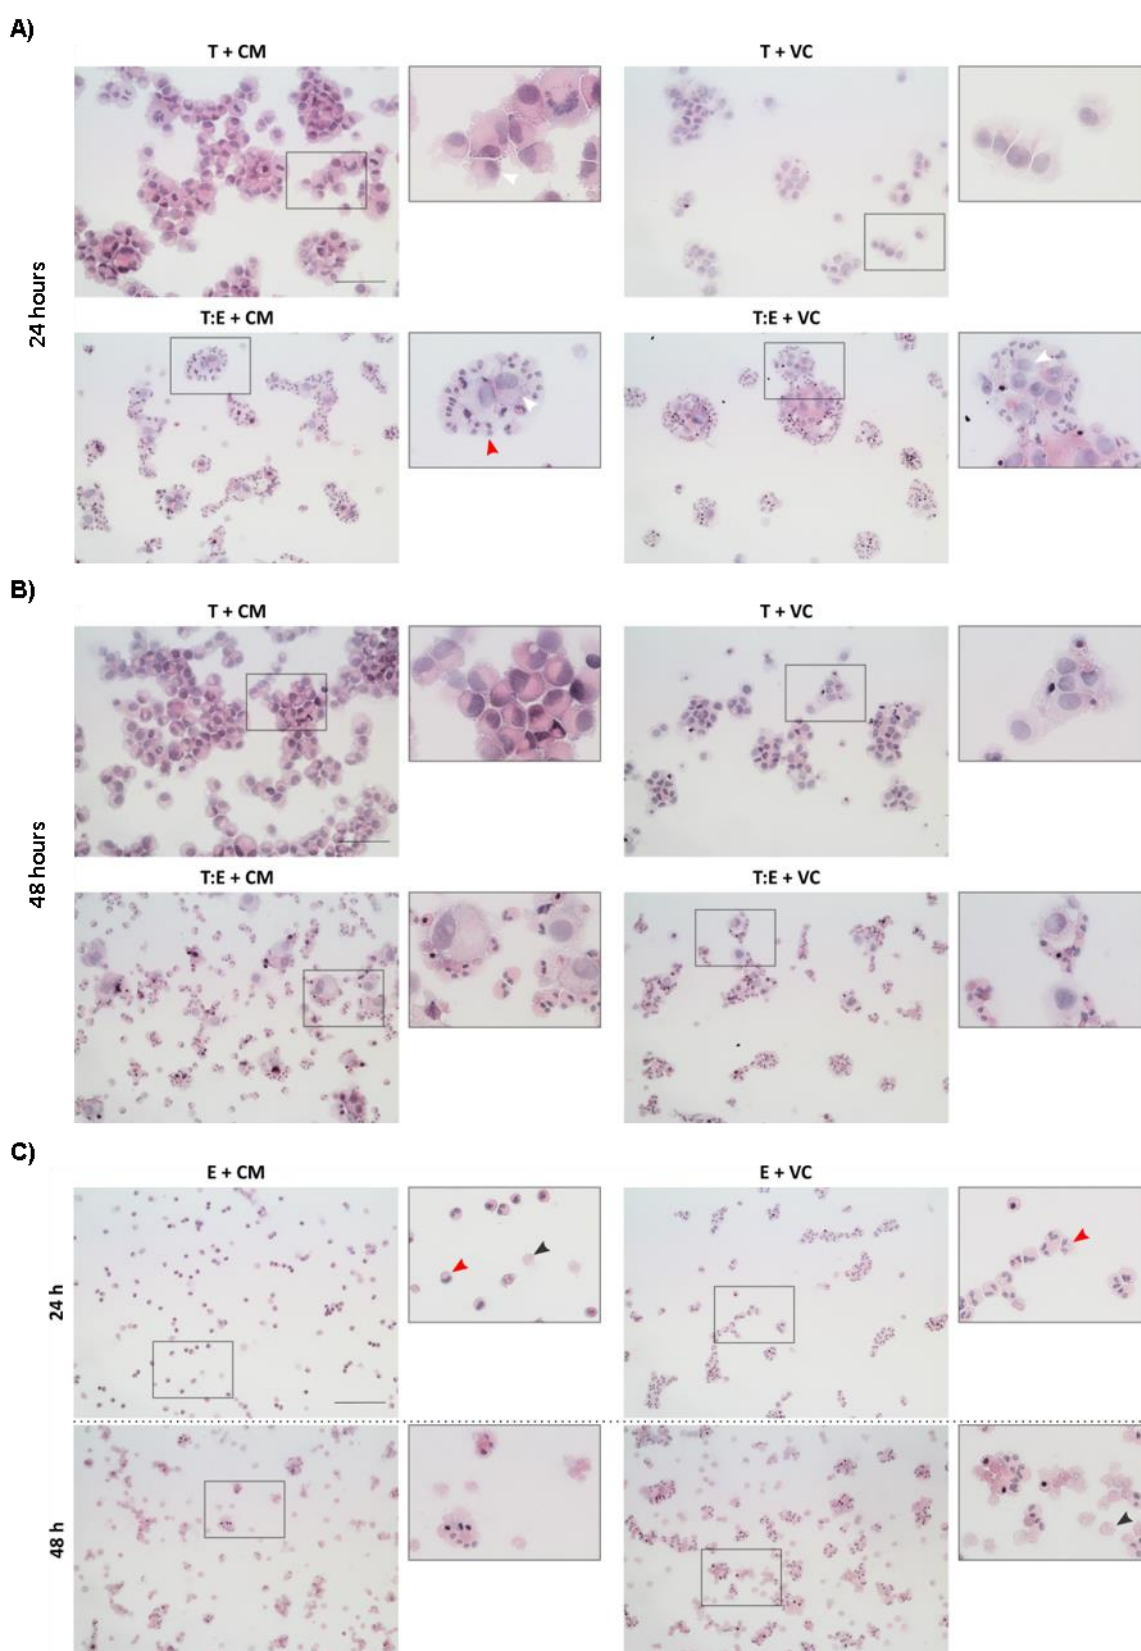 A)
T + CM
T + VC
24 hours
T:E + CM
T:E + VC
B)
T + CM
T + VC
48 hours
T:E + CM
T:E + VC
C)
E + CM
E + VC
24 h
48 h